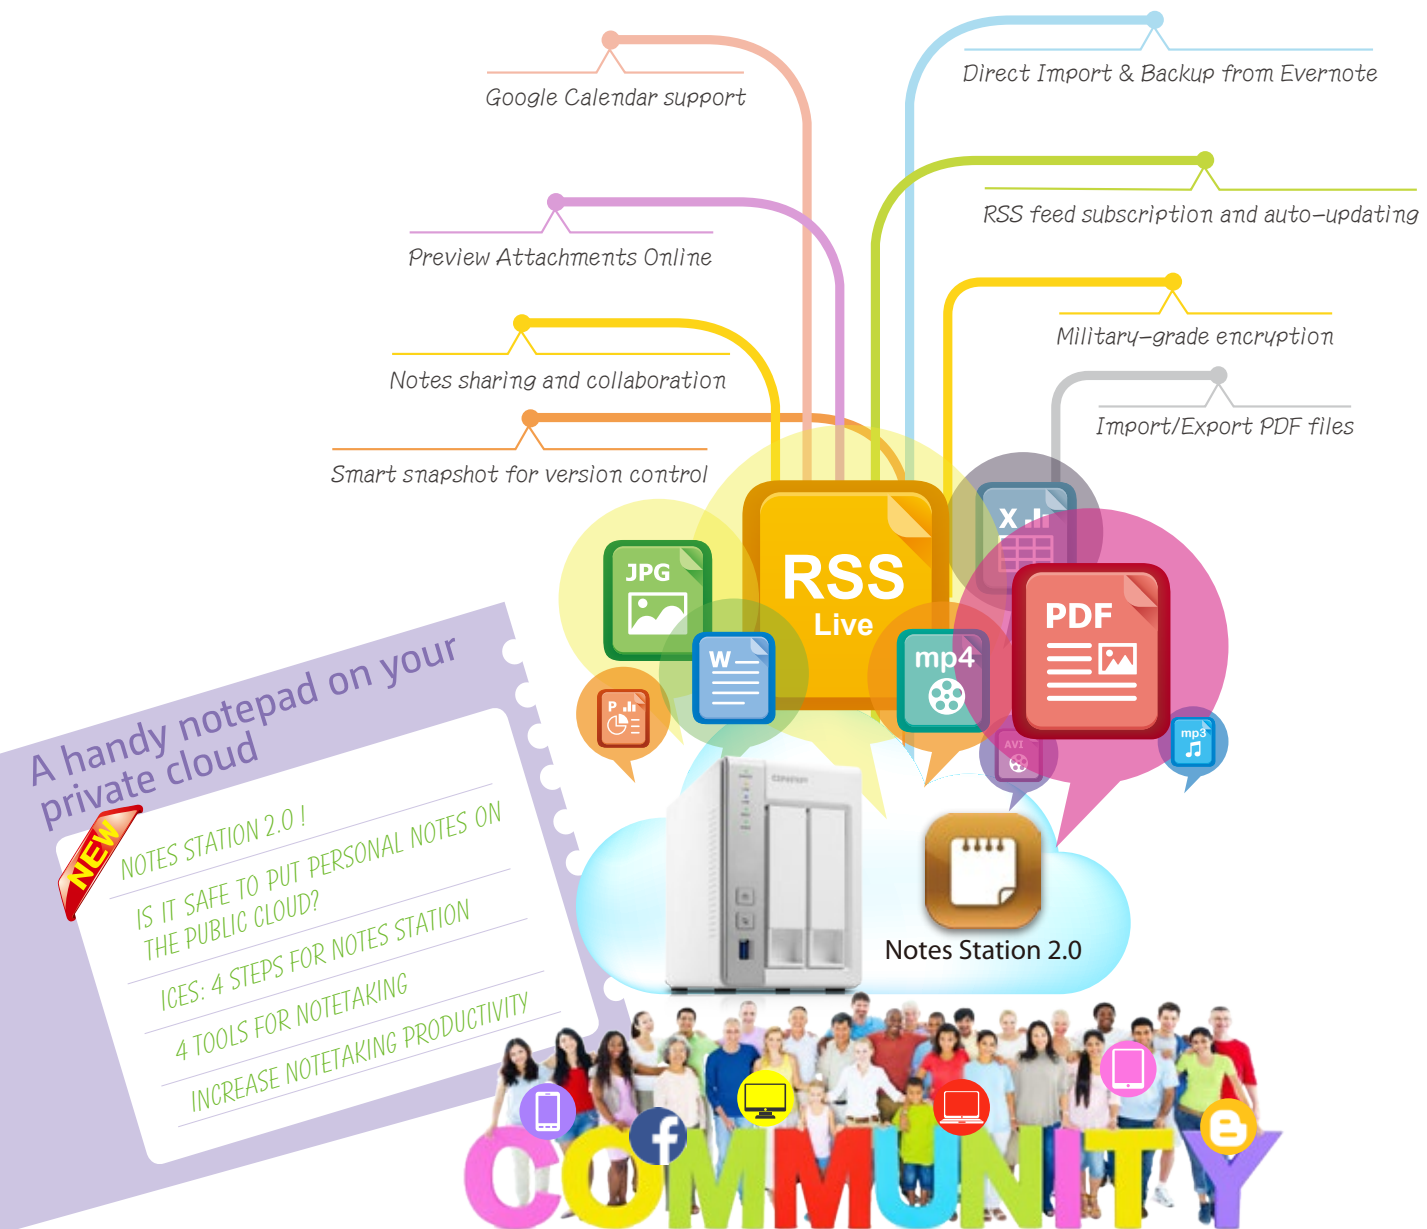 Google Calendar support
Direct Import & Backup from Evernote
Preview Attachments Online
RSS feed subscription and auto-updating
Notes sharing and collaboration
Military-grade encryption
Smart snapshot for version control
Import/Export PDF files
JPG
W
P
RSS
Live
X
mp4
PDF
AVI
mp3
A handy notepad on your
private cloud
NEW
NOTES STATION 2.0 !
IS IT SAFE TO PUT PERSONAL NOTES ON
THE PUBLIC CLOUD?
ICES: 4 STEPS FOR NOTES STATION
4 TOOLS FOR NOTETAKING
INCREASE NOTETAKING PRODUCTIVITY
Notes Station 2.0
COMMUNITY